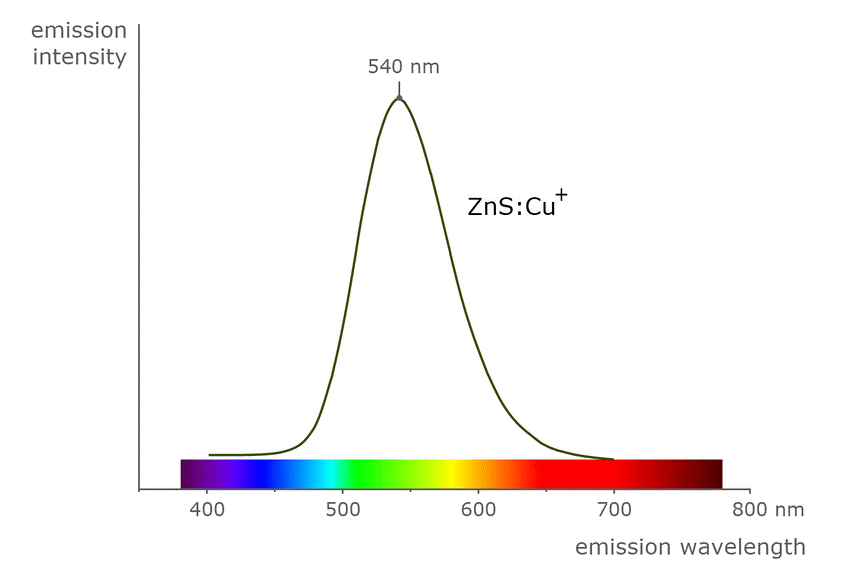 emission
intensity
540 nm
ZnS:Cu+
400 500 600 700 800 nm
emission wavelength